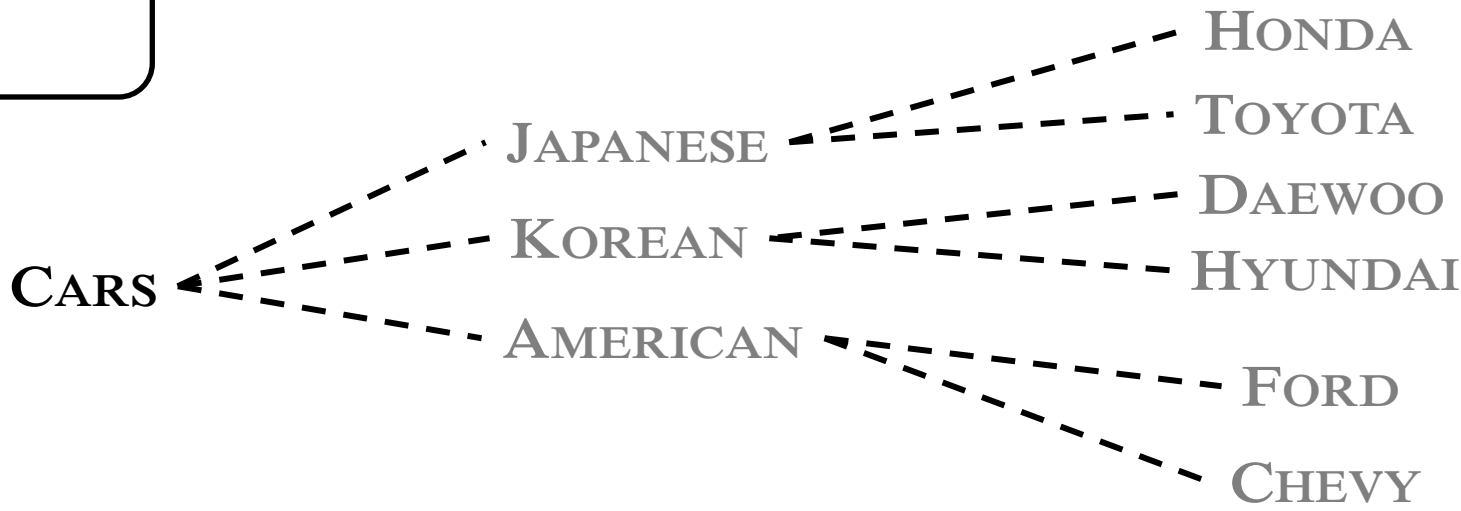 HONDA
TOYOTA
JAPANESE
DAEWOO
KOREAN
HYUNDAI
CARS
AMERICAN
FORD
CHEVY